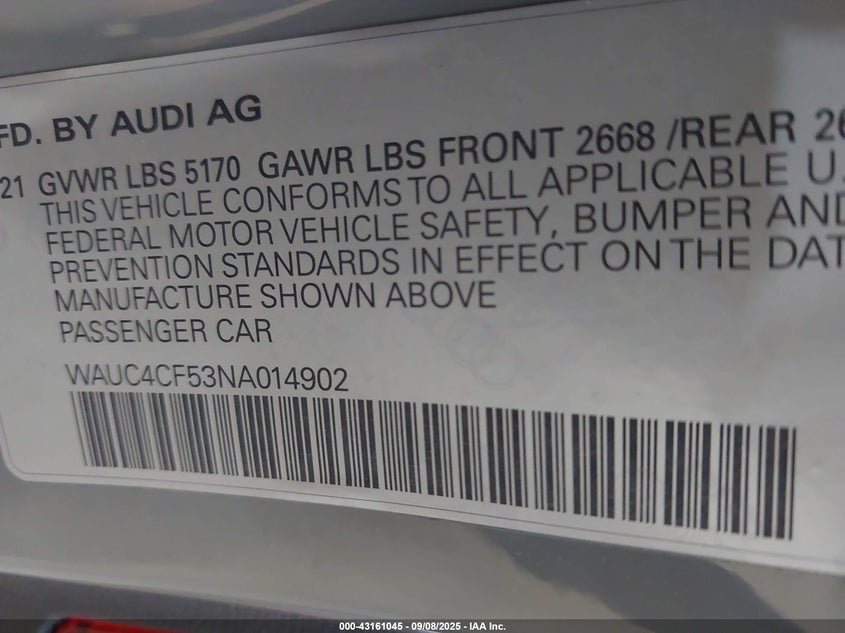 FD. BY AUDI AG
21 GVWR LBS 5170 GAWR LBS FRONT 2668 /REAR 26
THIS VEHICLE CONFORMS TO ALL APPLICABLE U.
FEDERAL MOTOR VEHICLE SAFETY, BUMPER AND
PREVENTION STANDARDS IN EFFECT ON THE DAT
MANUFACTURE SHOWN ABOVE
PASSENGER CAR
WAUC4CF53NA014902
000-43161045 - 09/08/2025 - IAA Inc.